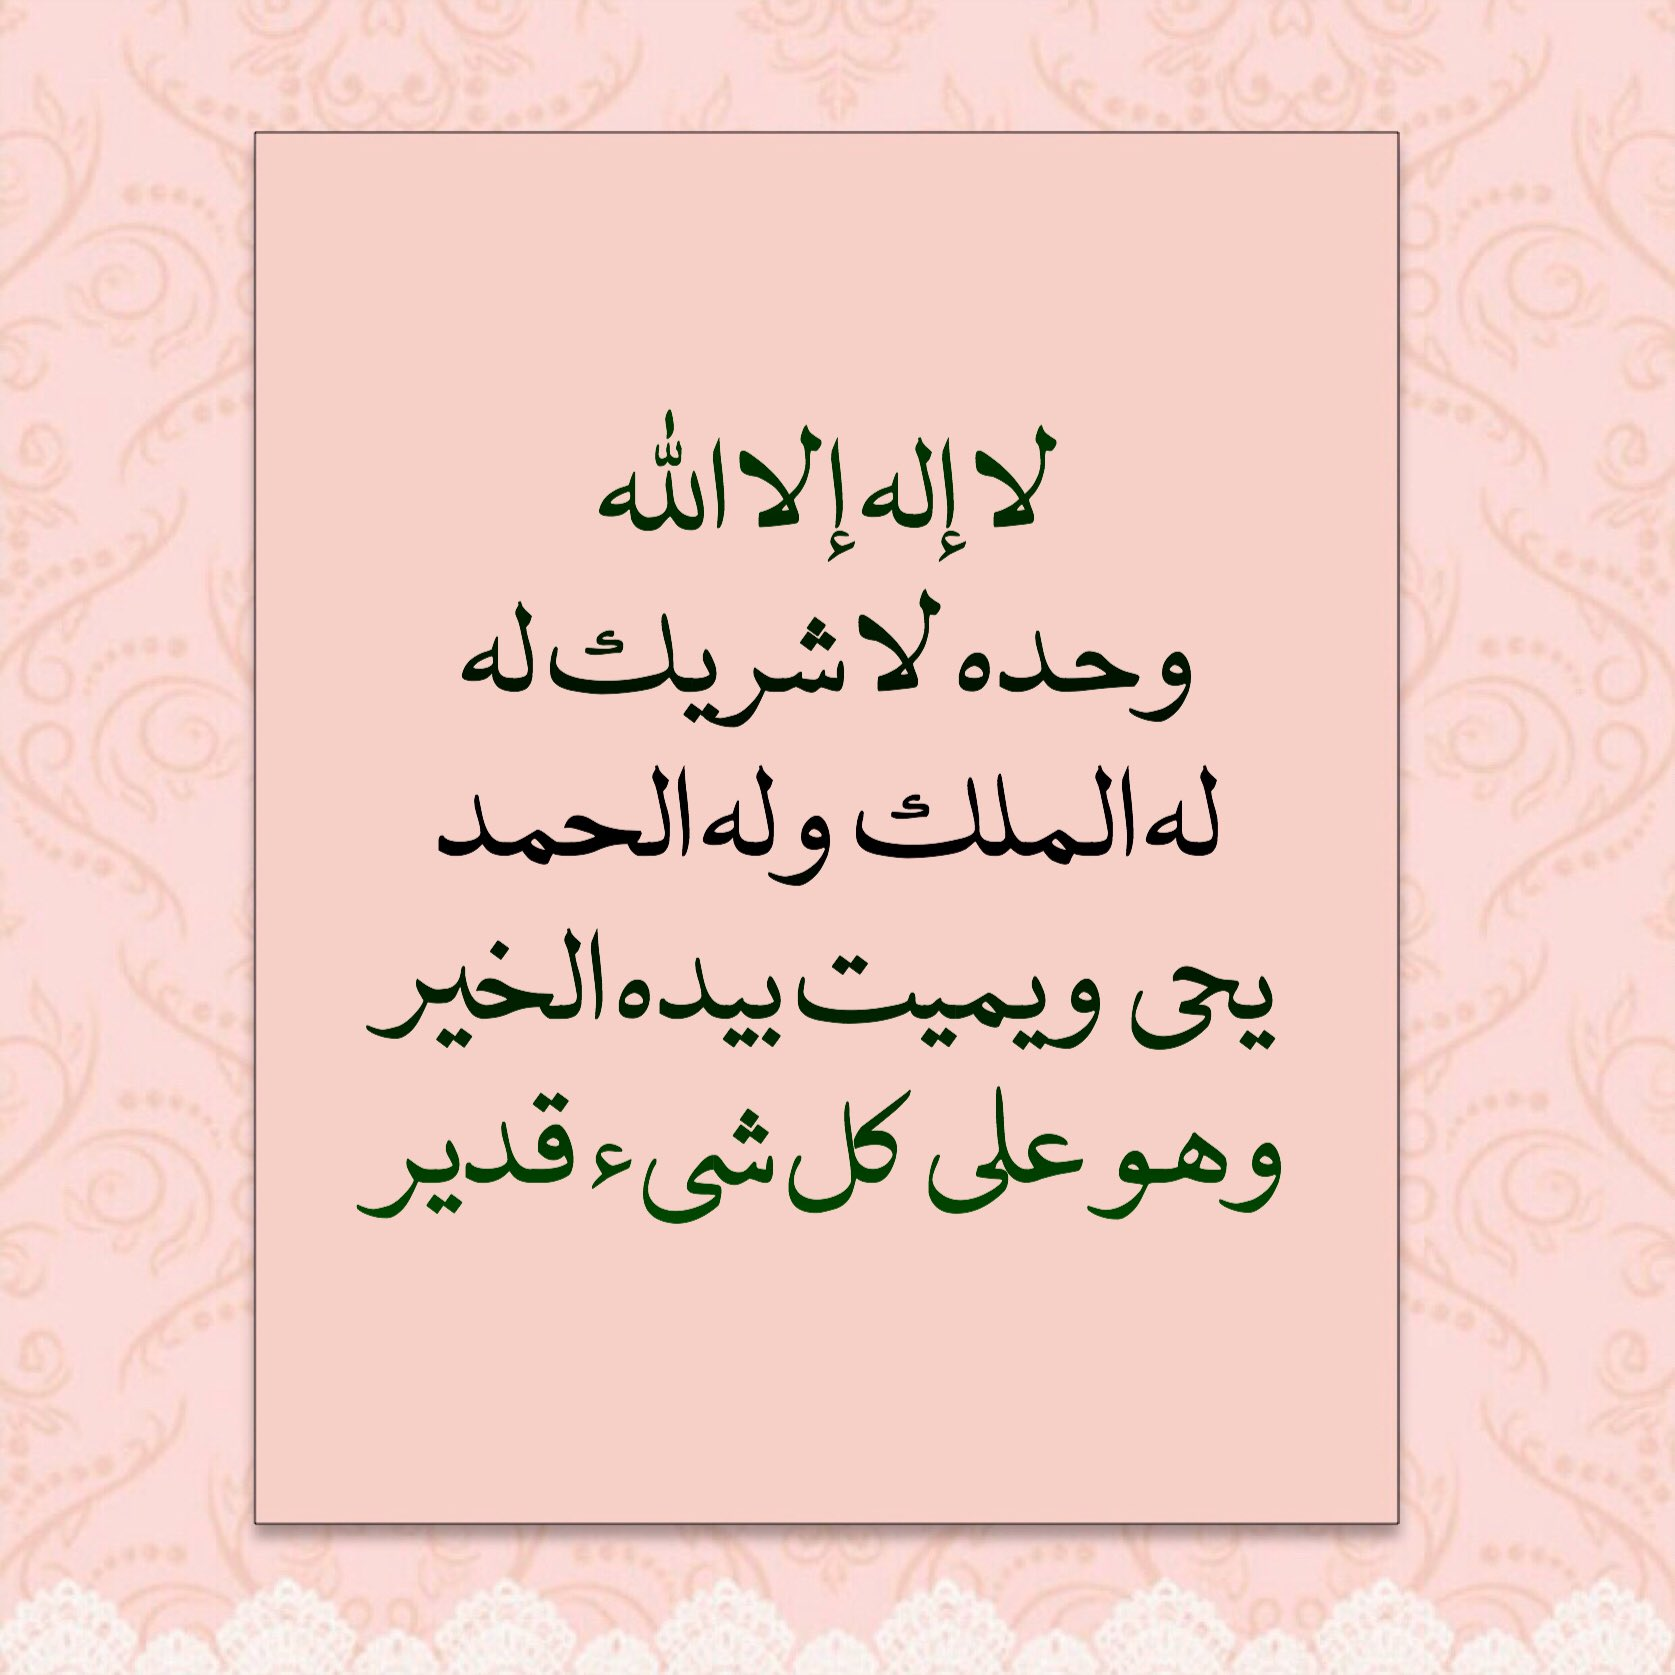 لا إله إلا الله
وحده لا شريك له
له الملك وله الحمد
يحى ويميت بيده الخير
وهو على كل شىء قدير